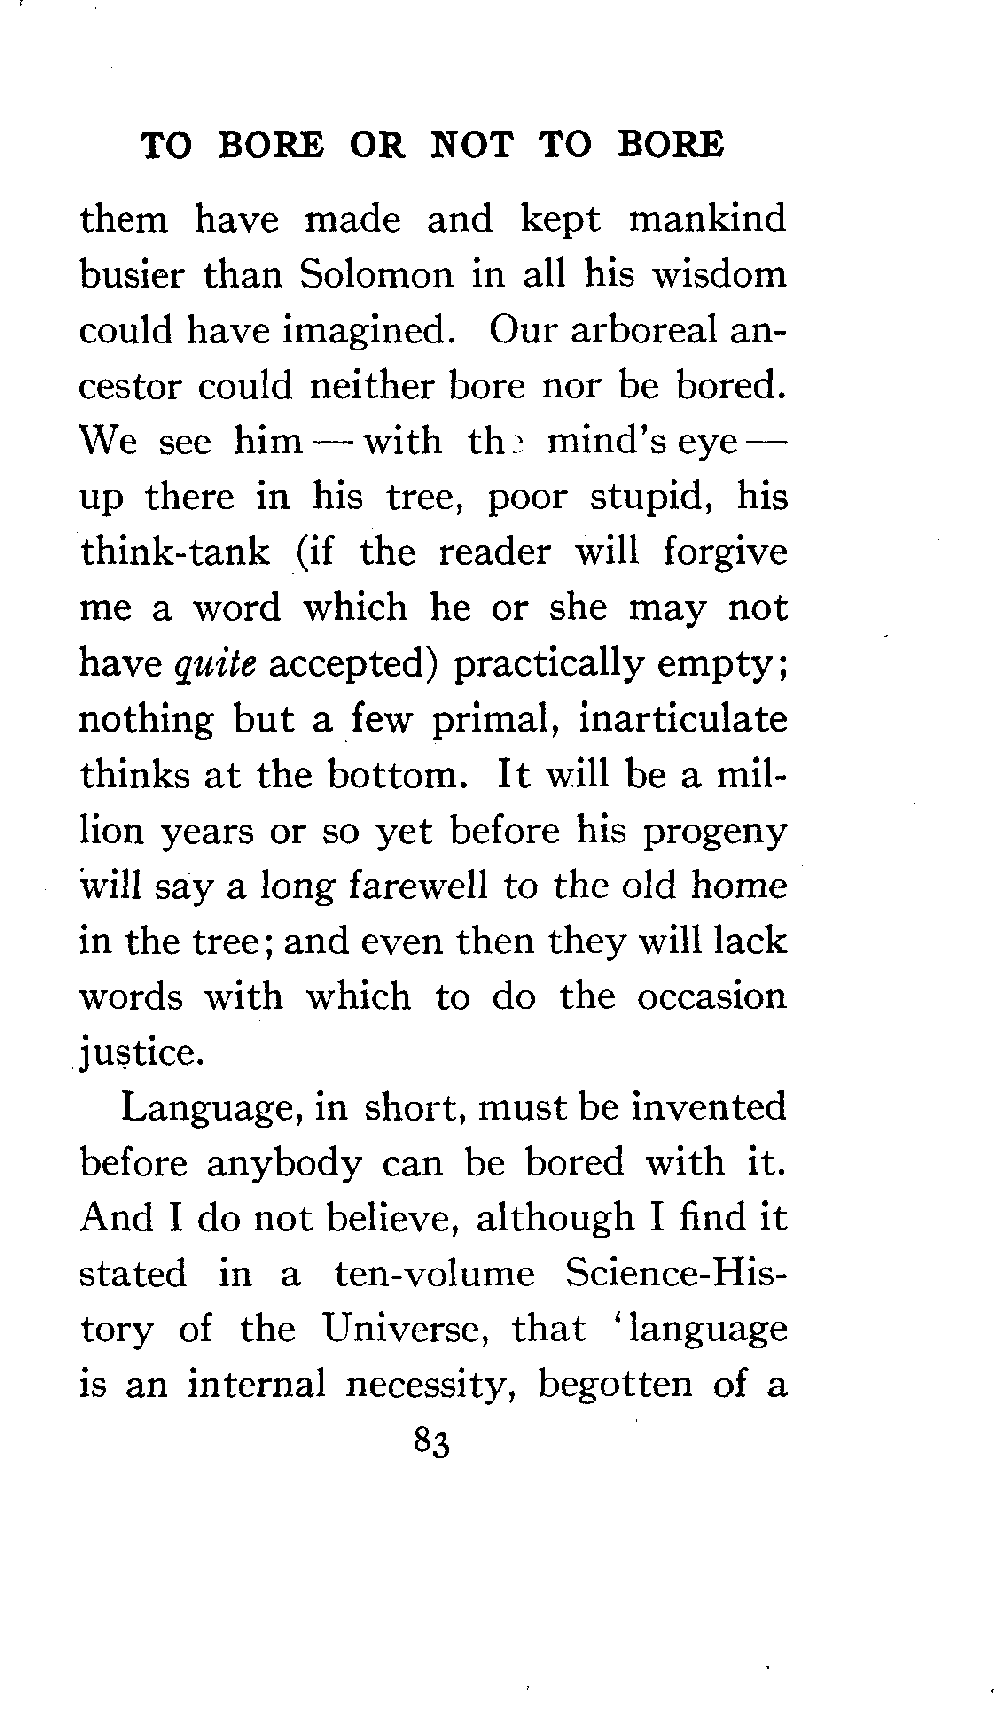 TO BORE OR NOT TO BORE
them have made and kept mankind
busier than Solomon in all his wisdom
could have imagined. Our arboreal an-
cestor could neither bore nor be bored.
We see him — with the mind's eye —
up there in his tree, poor stupid, his
think-tank (if the reader will forgive
me a word which he or she may not
have quite accepted) practically empty;
nothing but a few primal, inarticulate
thinks at the bottom. It will be a mil-
lion years or so yet before his progeny
will say a long farewell to the old home
in the tree; and even then they will lack
words with which to do the occasion
justice.
Language, in short, must be invented
before anybody can be bored with it.
And I do not believe, although I find it
stated in a ten-volume Science-His-
tory of the Universe, that ‘language
is an internal necessity, begotten of a
83